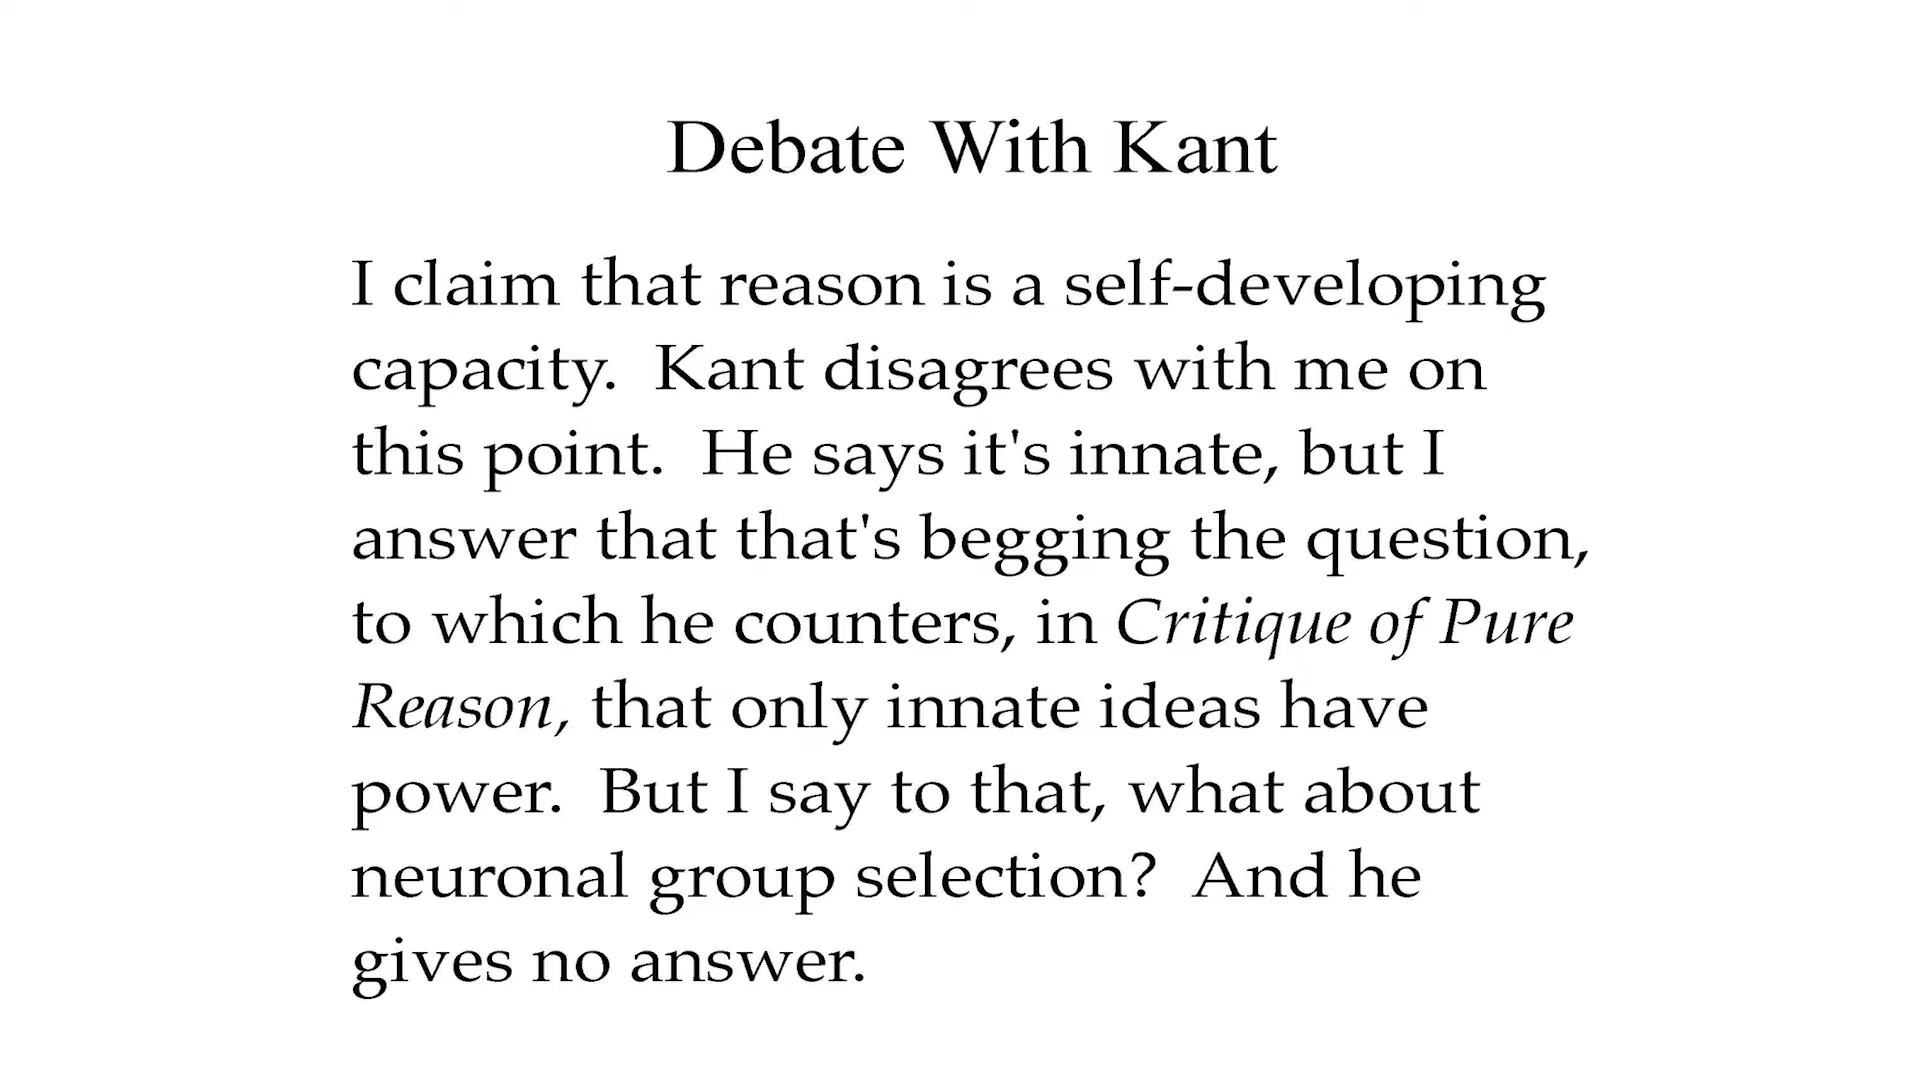 Debate With Kant
I claim that reason is a self-developing
capacity.  Kant disagrees with me on
this point.  He says it's innate, but I
answer that that's begging the question,
to which he counters, in Critique of Pure
Reason, that only innate ideas have
power.  But I say to that, what about
neuronal group selection?  And he
gives no answer.